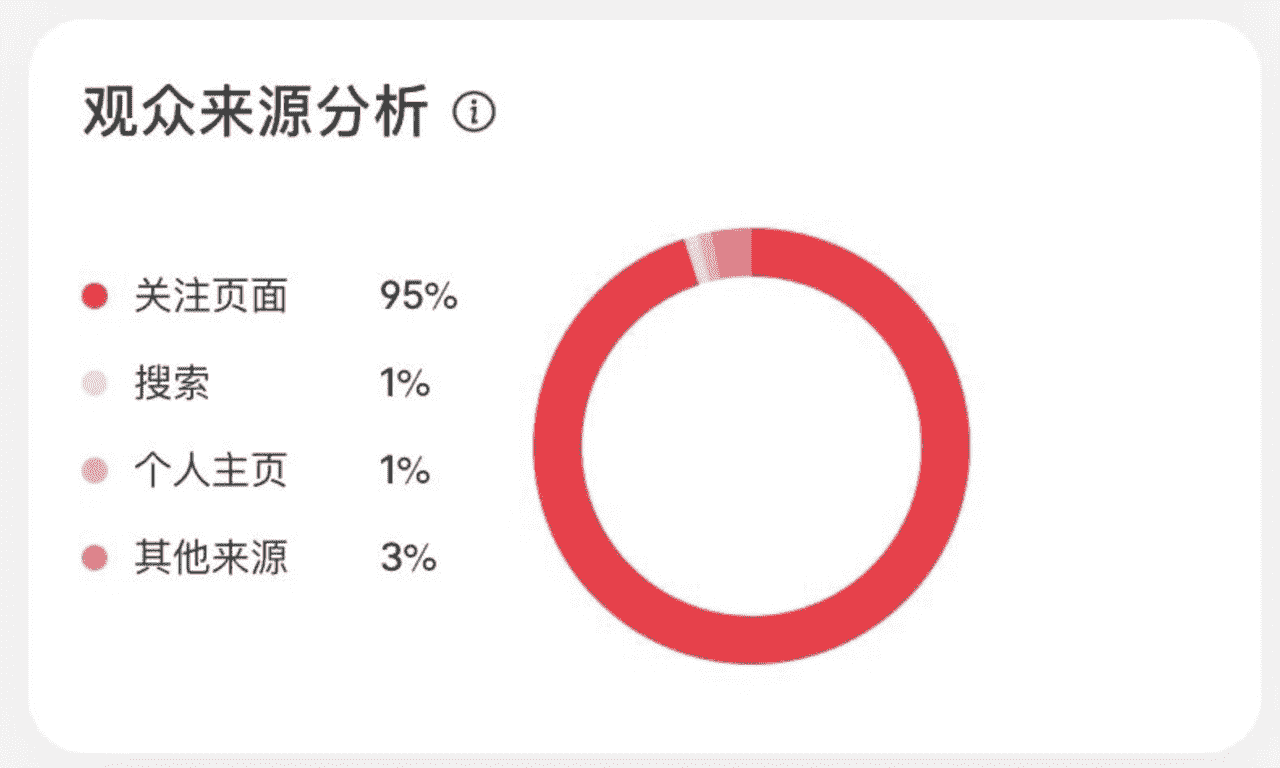 观众来源分析
关注页面 95%
搜索 1%
个人主页 1%
其他来源 3%